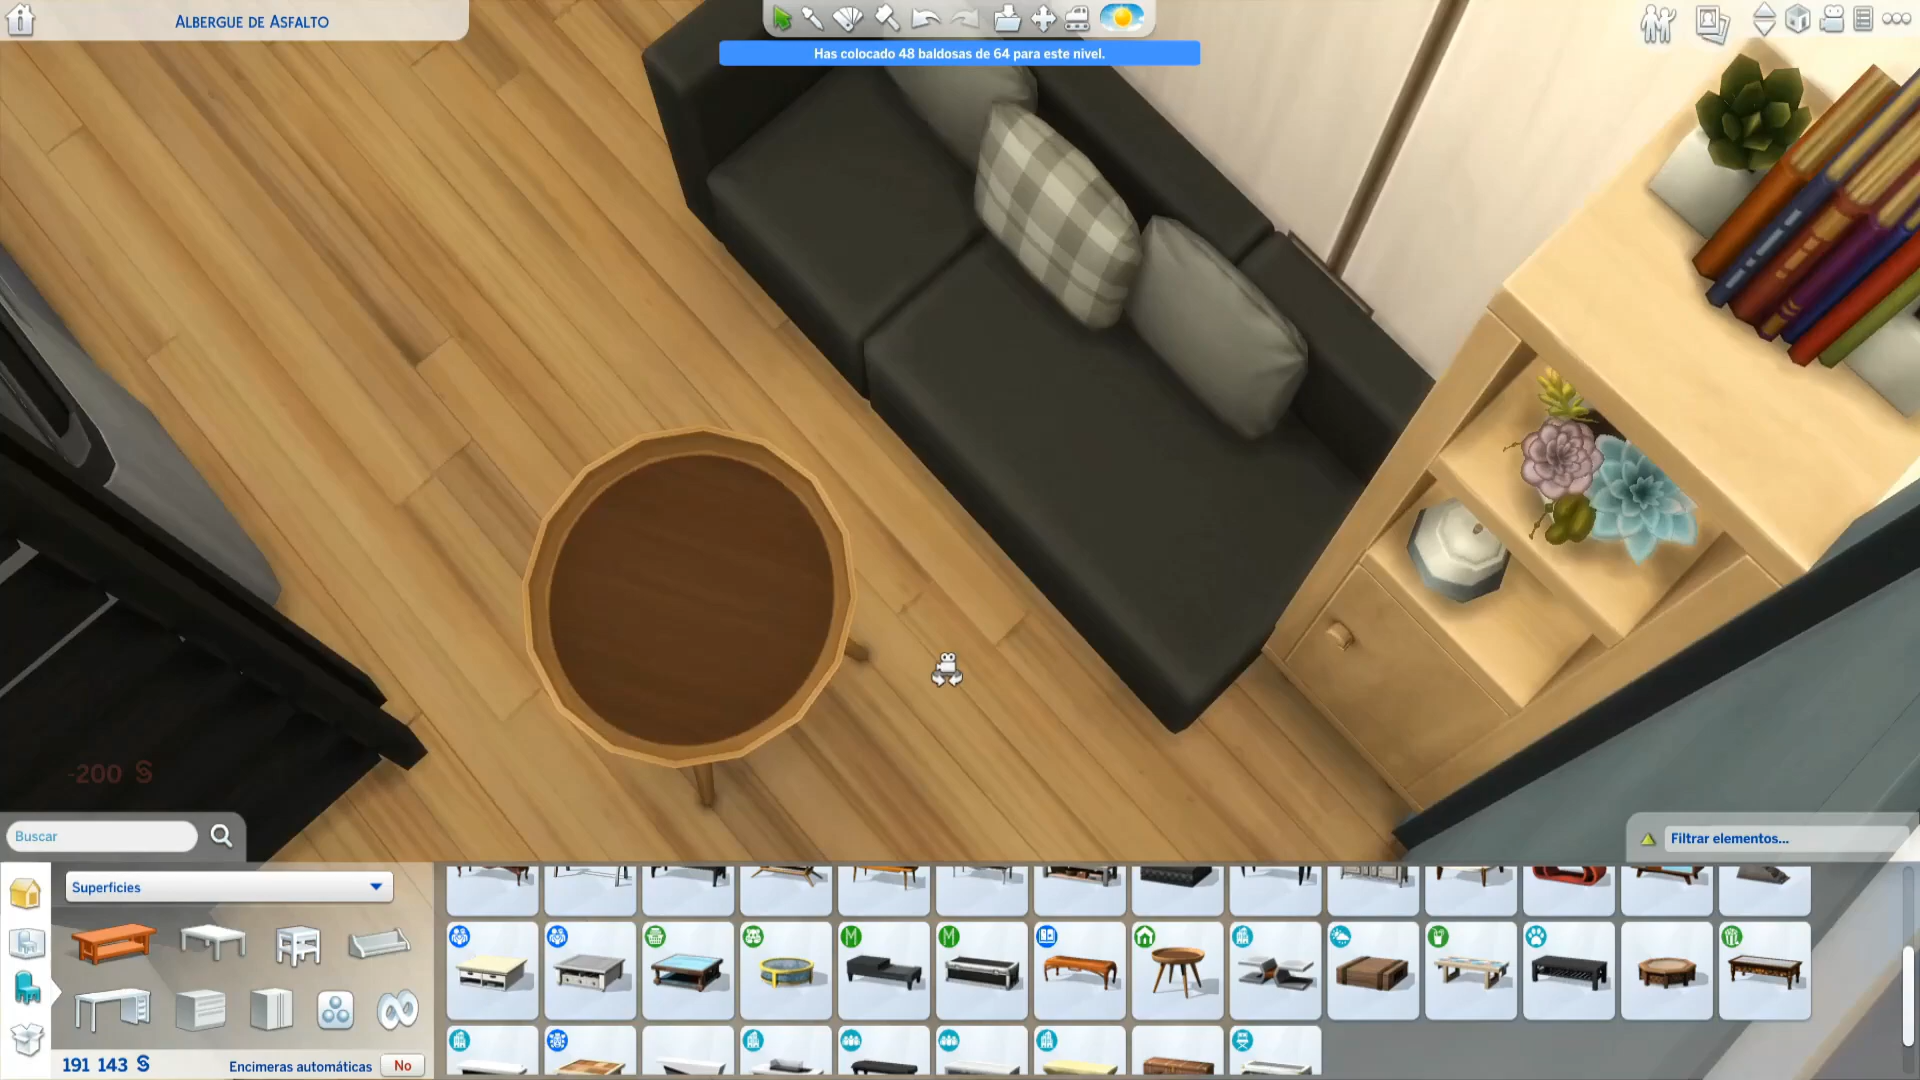 ALBERGUE DE ASFALTO
Has colocado 48 baldosas de 64 para este nivel.
-200 $
Buscar
Filtrar elementos...
Superficies
191 143 $
Encimeras automáticas
No